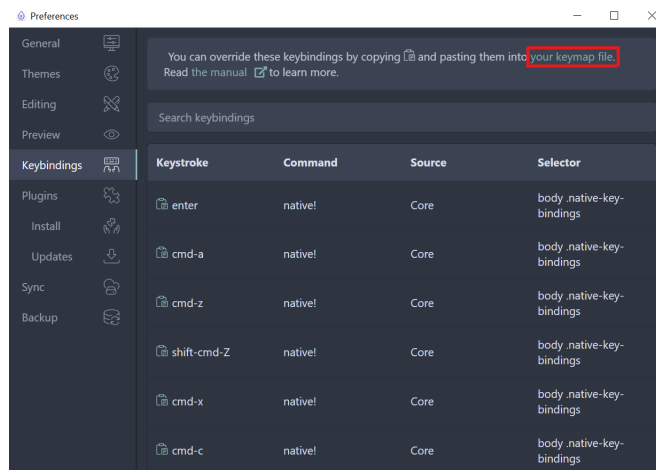 Preferences
General
Themes
Editing
Preview
Keybindings
Plugins
Install
Updates
Sync
Backup
You can override these keybindings by copying and pasting them into your keymap file.
Read the manual to learn more.
Search keybindings
Keystroke Command Source Selector
enter native! Core body .native-key-
bindings
cmd-a native! Core body .native-key-
bindings
cmd-z native! Core body .native-key-
bindings
shift-cmd-Z native! Core body .native-key-
bindings
cmd-x native! Core body .native-key-
bindings
cmd-c native! Core body .native-key-
bindings